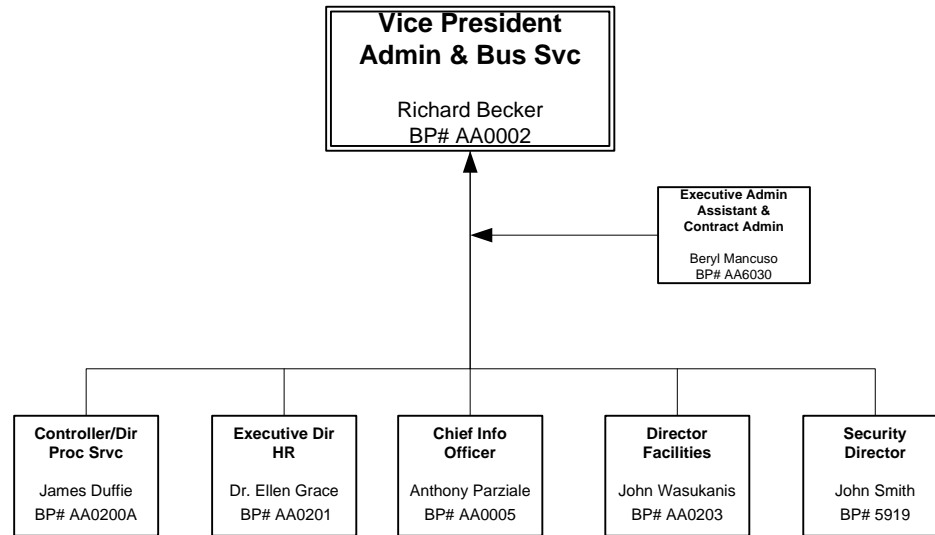 Vice President
Admin & Bus Svc
Richard Becker
BP# AA0002
Executive Admin
Assistant &
Contract Admin
Beryl Mancuso
BP# AA6030
Controller/Dir
Proc Srvc
James Duffie
BP# AA0200A
Executive Dir
HR
Dr. Ellen Grace
BP# AA0201
Chief Info
Officer
Anthony Parziale
BP# AA0005
Director
Facilities
John Wasukanis
BP# AA0203
Security
Director
John Smith
BP# 5919